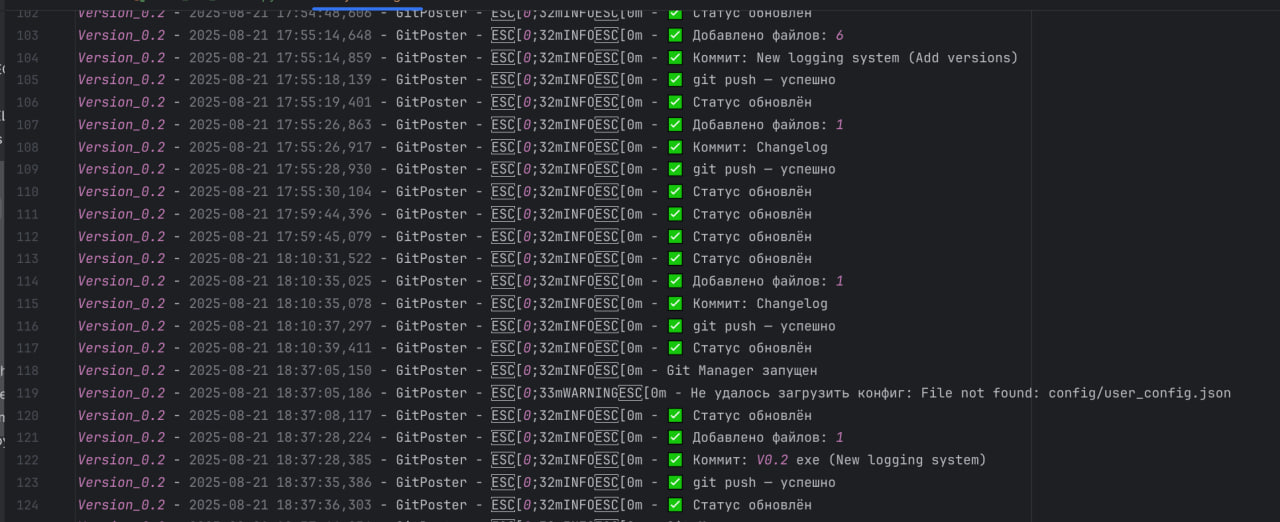 102 Version_0.2 - 2025-08-21 17:54:48,606 - GitPoster - ESC[0;32mINFOESC[0m - ✅ Статус обновлён
103 Version_0.2 - 2025-08-21 17:55:14,648 - GitPoster - ESC[0;32mINFOESC[0m - ✅ Добавлено файлов: 6
104 Version_0.2 - 2025-08-21 17:55:14,859 - GitPoster - ESC[0;32mINFOESC[0m - ✅ Коммит: New logging system (Add versions)
105 Version_0.2 - 2025-08-21 17:55:18,139 - GitPoster - ESC[0;32mINFOESC[0m - ✅ git push — успешно
106 Version_0.2 - 2025-08-21 17:55:19,401 - GitPoster - ESC[0;32mINFOESC[0m - ✅ Статус обновлён
107 Version_0.2 - 2025-08-21 17:55:26,863 - GitPoster - ESC[0;32mINFOESC[0m - ✅ Добавлено файлов: 1
108 Version_0.2 - 2025-08-21 17:55:26,917 - GitPoster - ESC[0;32mINFOESC[0m - ✅ Коммит: Changelog
109 Version_0.2 - 2025-08-21 17:55:28,930 - GitPoster - ESC[0;32mINFOESC[0m - ✅ git push — успешно
110 Version_0.2 - 2025-08-21 17:55:30,104 - GitPoster - ESC[0;32mINFOESC[0m - ✅ Статус обновлён
111 Version_0.2 - 2025-08-21 17:59:44,396 - GitPoster - ESC[0;32mINFOESC[0m - ✅ Статус обновлён
112 Version_0.2 - 2025-08-21 17:59:45,079 - GitPoster - ESC[0;32mINFOESC[0m - ✅ Статус обновлён
113 Version_0.2 - 2025-08-21 18:10:31,522 - GitPoster - ESC[0;32mINFOESC[0m - ✅ Статус обновлён
114 Version_0.2 - 2025-08-21 18:10:35,025 - GitPoster - ESC[0;32mINFOESC[0m - ✅ Добавлено файлов: 1
115 Version_0.2 - 2025-08-21 18:10:35,078 - GitPoster - ESC[0;32mINFOESC[0m - ✅ Коммит: Changelog
116 Version_0.2 - 2025-08-21 18:10:37,297 - GitPoster - ESC[0;32mINFOESC[0m - ✅ git push — успешно
117 Version_0.2 - 2025-08-21 18:10:39,411 - GitPoster - ESC[0;32mINFOESC[0m - ✅ Статус обновлён
118 Version_0.2 - 2025-08-21 18:37:05,150 - GitPoster - ESC[0;32mINFOESC[0m - Git Manager запущен
119 Version_0.2 - 2025-08-21 18:37:05,186 - GitPoster - ESC[0;33mWARNINGESC[0m - Не удалось загрузить конфиг: File not found: config/user_config.json
120 Version_0.2 - 2025-08-21 18:37:08,117 - GitPoster - ESC[0;32mINFOESC[0m - ✅ Статус обновлён
121 Version_0.2 - 2025-08-21 18:37:28,224 - GitPoster - ESC[0;32mINFOESC[0m - ✅ Добавлено файлов: 1
122 Version_0.2 - 2025-08-21 18:37:28,385 - GitPoster - ESC[0;32mINFOESC[0m - ✅ Коммит: V0.2 exe (New logging system)
123 Version_0.2 - 2025-08-21 18:37:35,386 - GitPoster - ESC[0;32mINFOESC[0m - ✅ git push — успешно
124 Version_0.2 - 2025-08-21 18:37:36,303 - GitPoster - ESC[0;32mINFOESC[0m - ✅ Статус обновлён